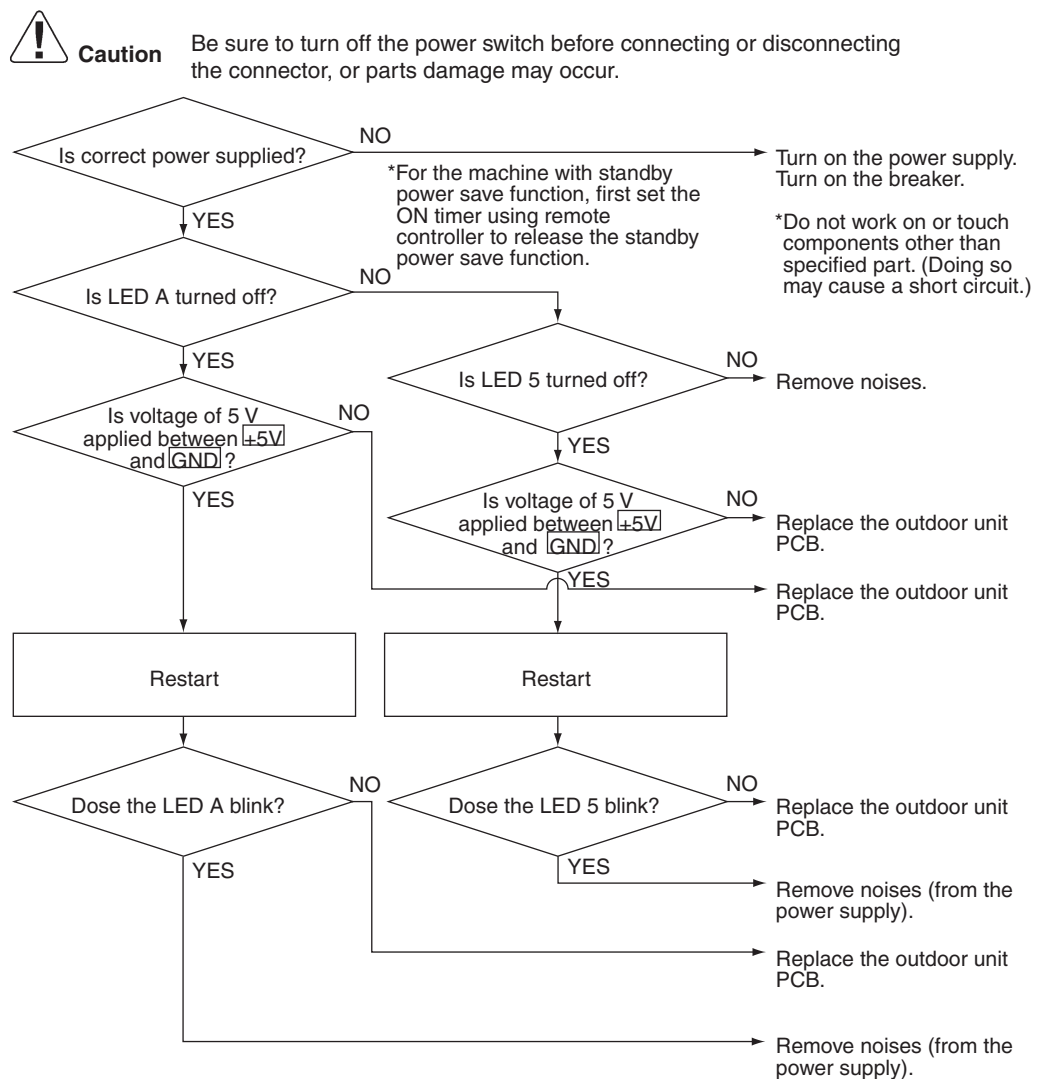 Caution
Be sure to turn off the power switch before connecting or disconnecting
the connector, or parts damage may occur.
Is correct power supplied?
NO
Turn on the power supply.
Turn on the breaker.
*For the machine with standby
power save function, first set the
ON timer using remote
controller to release the standby
power save function.
*Do not work on or touch
components other than
specified part. (Doing so
may cause a short circuit.)
YES
Is LED A turned off?
NO
YES
Is LED 5 turned off?
NO
Remove noises.
Is voltage of 5 V
applied between +5V
and GND ?
NO
YES
YES
Is voltage of 5 V
applied between +5V
and GND ?
NO
Replace the outdoor unit
PCB.
YES
Replace the outdoor unit
PCB.
Restart
Restart
Dose the LED A blink?
NO
Dose the LED 5 blink?
NO
Replace the outdoor unit
PCB.
YES
YES
Remove noises (from the
power supply).
Replace the outdoor unit
PCB.
Remove noises (from the
power supply).